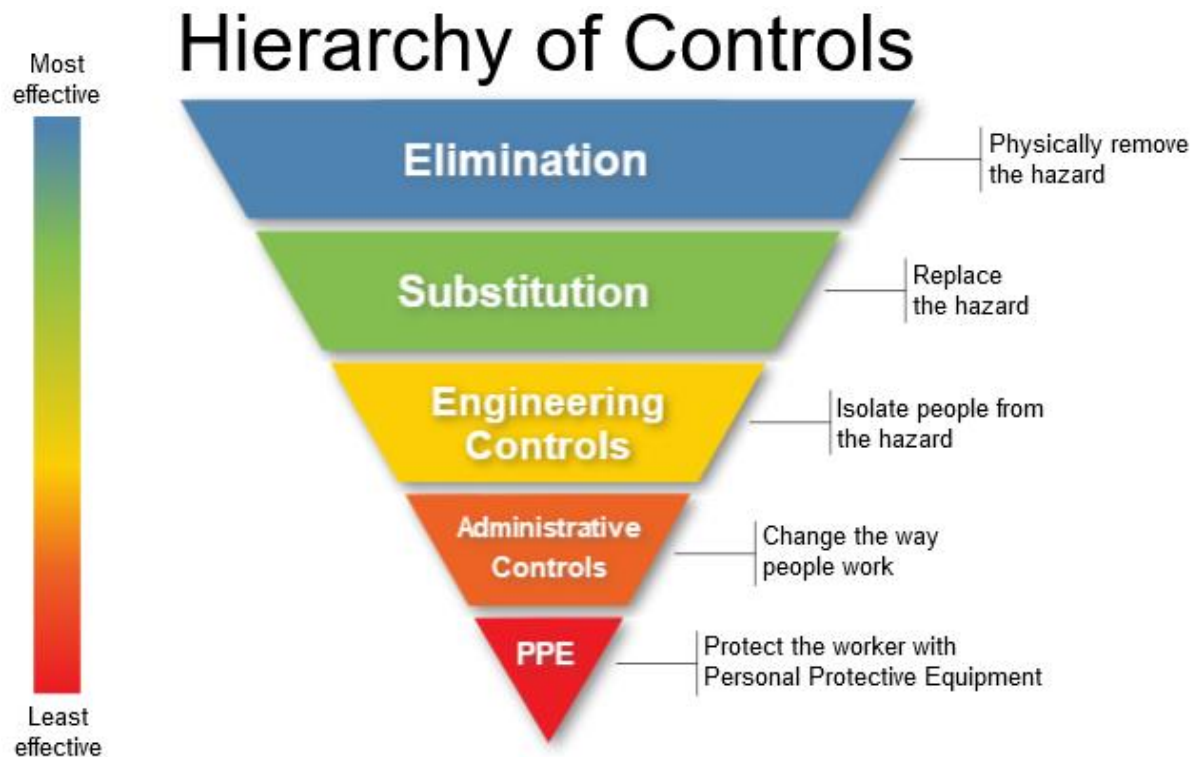 Hierarchy of Controls
Most
effective
Elimination
Physically remove
the hazard
Substitution
Replace
the hazard
Engineering
Controls
Isolate people from
the hazard
Administrative
Controls
Change the way
people work
PPE
Protect the worker with
Personal Protective Equipment
Least
effective